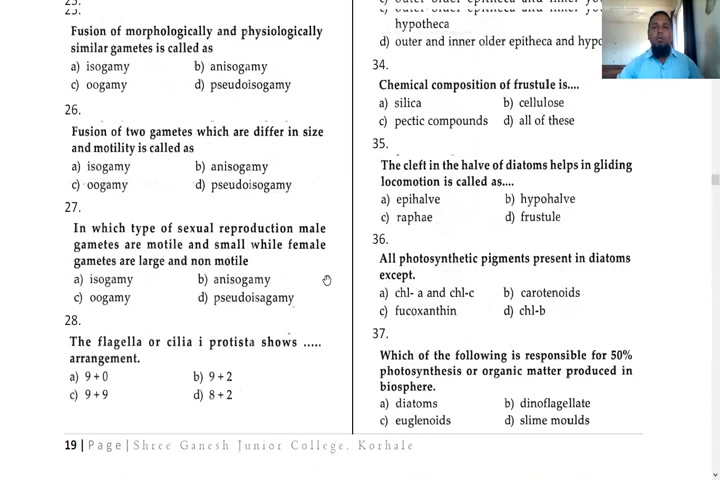 25.
Fusion of morphologically and physiologically
similar gametes is called as
a) isogamy b) anisogamy
c) oogamy d) pseudoisogamy
26.
Fusion of two gametes which are differ in size
and motility is called as
a) isogamy b) anisogamy
c) oogamy d) pseudoisogamy
27.
In which type of sexual reproduction male
gametes are motile and small while female
gametes are large and non motile
a) isogamy b) anisogamy
c) oogamy d) pseudoisagamy
28.
The flagella or cilia i protista shows .....
arrangement.
a) 9 + 0 b) 9 + 2
c) 9 + 9 d) 8 + 2
hypotheca
d) outer and inner older epitheca and
34.
Chemical composition of frustule is....
a) silica b) cellulose
c) pectic compounds d) all of these
35.
The cleft in the halve of diatoms helps in gliding
locomotion is called as....
a) epihalve b) hypohalve
c) raphae d) frustule
36.
All photosynthetic pigments present in diatoms
except.
a) chl- a and chl-c b) carotenoids
c) fucoxanthin d) chl-b
37.
Which of the following is responsible for 50%
photosynthesis or organic matter produced in
biosphere.
a) diatoms b) dinoflagellate
c) euglenoids d) slime moulds
19 | Page | Shree Ganesh Junior College, Korhale